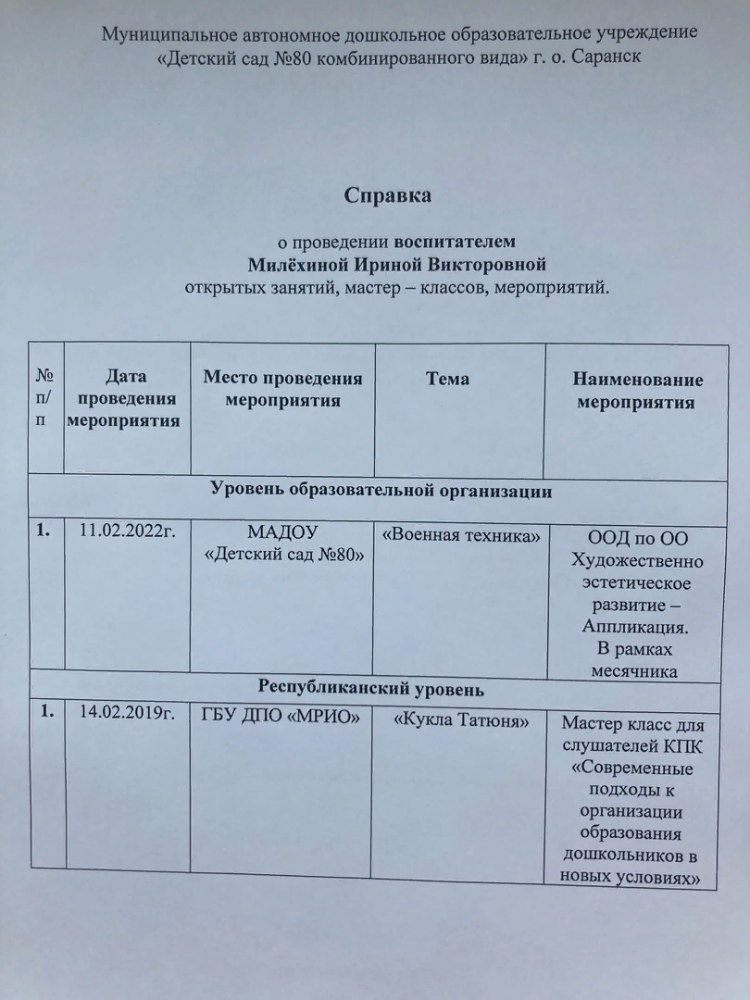 Муниципальное автономное дошкольное образовательное учреждение
«Детский сад №80 комбинированного вида» г. о. Саранск
Справка
о проведении воспитателем
Милёхиной Ириной Викторовной
открытых занятий, мастер – классов, мероприятий.
№
п/
п
Дата
проведения
мероприятия
Место проведения
мероприятия
Тема
Наименование
мероприятия
Уровень образовательной организации
1.
11.02.2022г.
МАДОУ
«Детский сад №80»
«Военная техника»
ООД по ОО
Художественно
эстетическое
развитие –
Аппликация.
В рамках
месячника
Республиканский уровень
1.
14.02.2019г.
ГБУ ДПО «МРИО»
«Кукла Татюня»
Мастер класс для
слушателей КПК
«Современные
подходы к
организации
образования
дошкольников в
новых условиях»